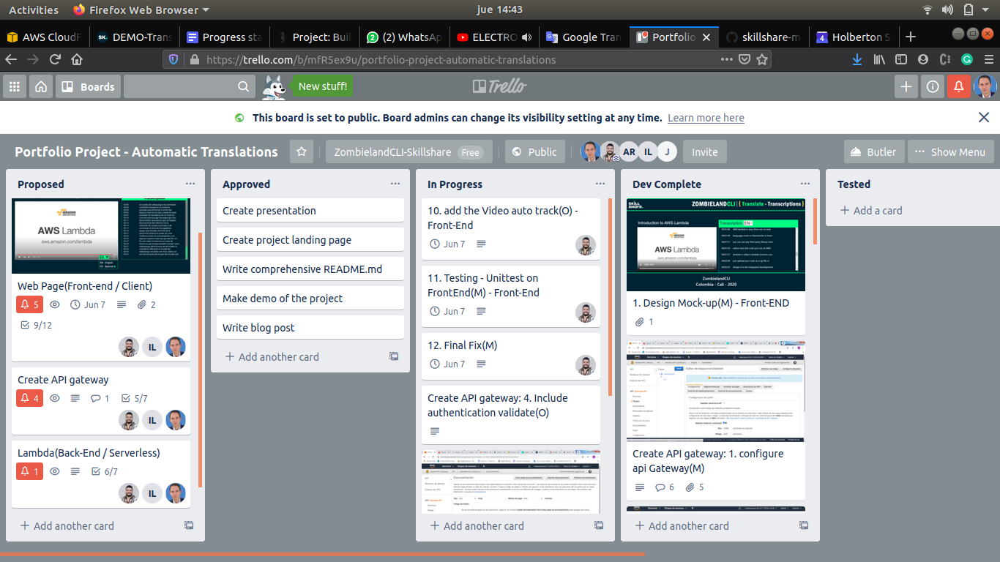 Activities
Firefox Web Browser
jue 14:43
AWS CloudF
DEMO-Trans
Progress sta
Project: Buil
(2) WhatsAp
ELECTRO
Google Tran
Portfolio
skillshare-m
Holberton S
https://trello.com/b/mfR5ex9u/portfolio-project-automatic-translations
Boards
New stuff!
Trello
This board is set to public. Board admins can change its visibility setting at any time. Learn more here
Portfolio Project - Automatic Translations
ZombielandCLI-Skillshare Free
Public
AR
IL
J
Invite
Butler
Show Menu
Proposed
aws.amazon.com/lambda
AWS Lambda
Web Page(Front-end / Client)
5
Jun 7
2
9/12
IL
Create API gateway
4
1
5/7
IL
Lambda(Back-End / Serverless)
1
6/7
IL
Add another card
Approved
Create presentation
Create project landing page
Write comprehensive README.md
Make demo of the project
Write blog post
Add another card
In Progress
10. add the Video auto track(O) -
Front-End
Jun 7
11. Testing - Unittest on
FrontEnd(M) - Front-End
Jun 7
12. Final Fix(M)
Jun 7
Create API gateway: 4. Include
authentication validate(O)
Documentación
Add another card
Dev Complete
SKILL
SHARE.
ZOMBIELANDCLI | { Translate - Transcriptions }
Introduction to AWS Lambda
Transcription EN
AWS Lambda
aws.amazon.com/lambda
ZombielandCLI
Colombia - Cali - 2020
1. Design Mock-up(M) - Front-END
1
Create API gateway: 1. configure
api Gateway(M)
6
5
Add another card
Tested
Add a card